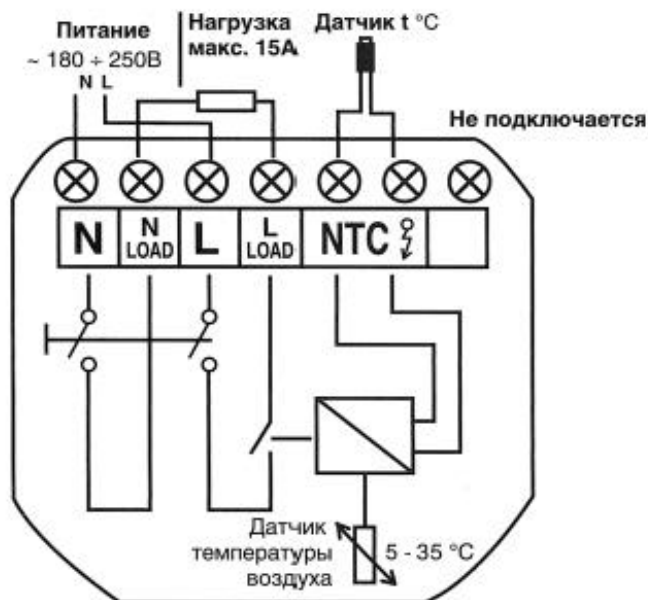 Питание
~ 180 ÷ 250В
N L
Нагрузка
макс. 15А
Датчик t °C
Не подключается
N
N
LOAD
L
L
LOAD
NTC
Датчик
температуры
воздуха
5 - 35 °C